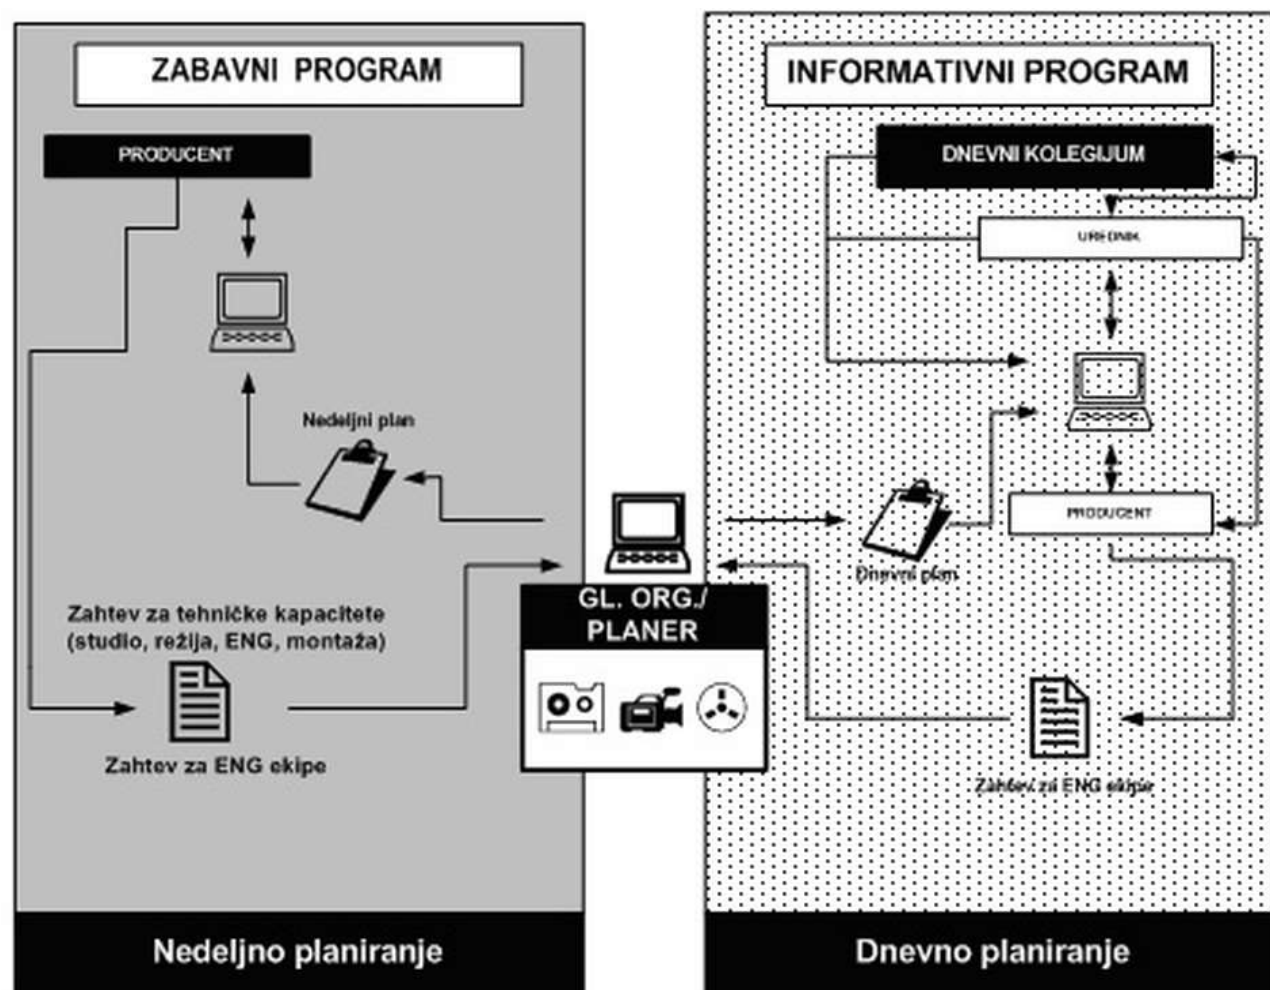 ZABAVNI PROGRAM
PRODUCENT
Nedeljni plan
Zahtev za tehničke kapacitete
(studio, režija, ENG, montaža)
Zahtev za ENG ekipe
Nedeljno planiranje
GL. ORG./
PLANER
INFORMATIVNI PROGRAM
DNEVNI KOLEGIJUM
UREDNIK
PRODUCENT
Dnevni plan
Zahtev za ENG ekipe
Dnevno planiranje